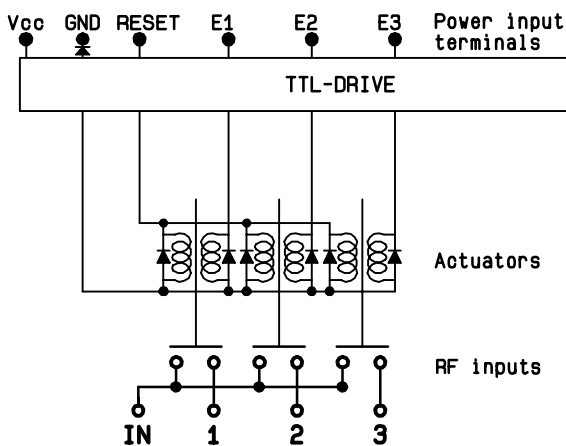 Vcc GND RESET E1 E2 E3 Power input
terminals
TTL-DRIVE
Actuators
RF inputs
IN 1 2 3